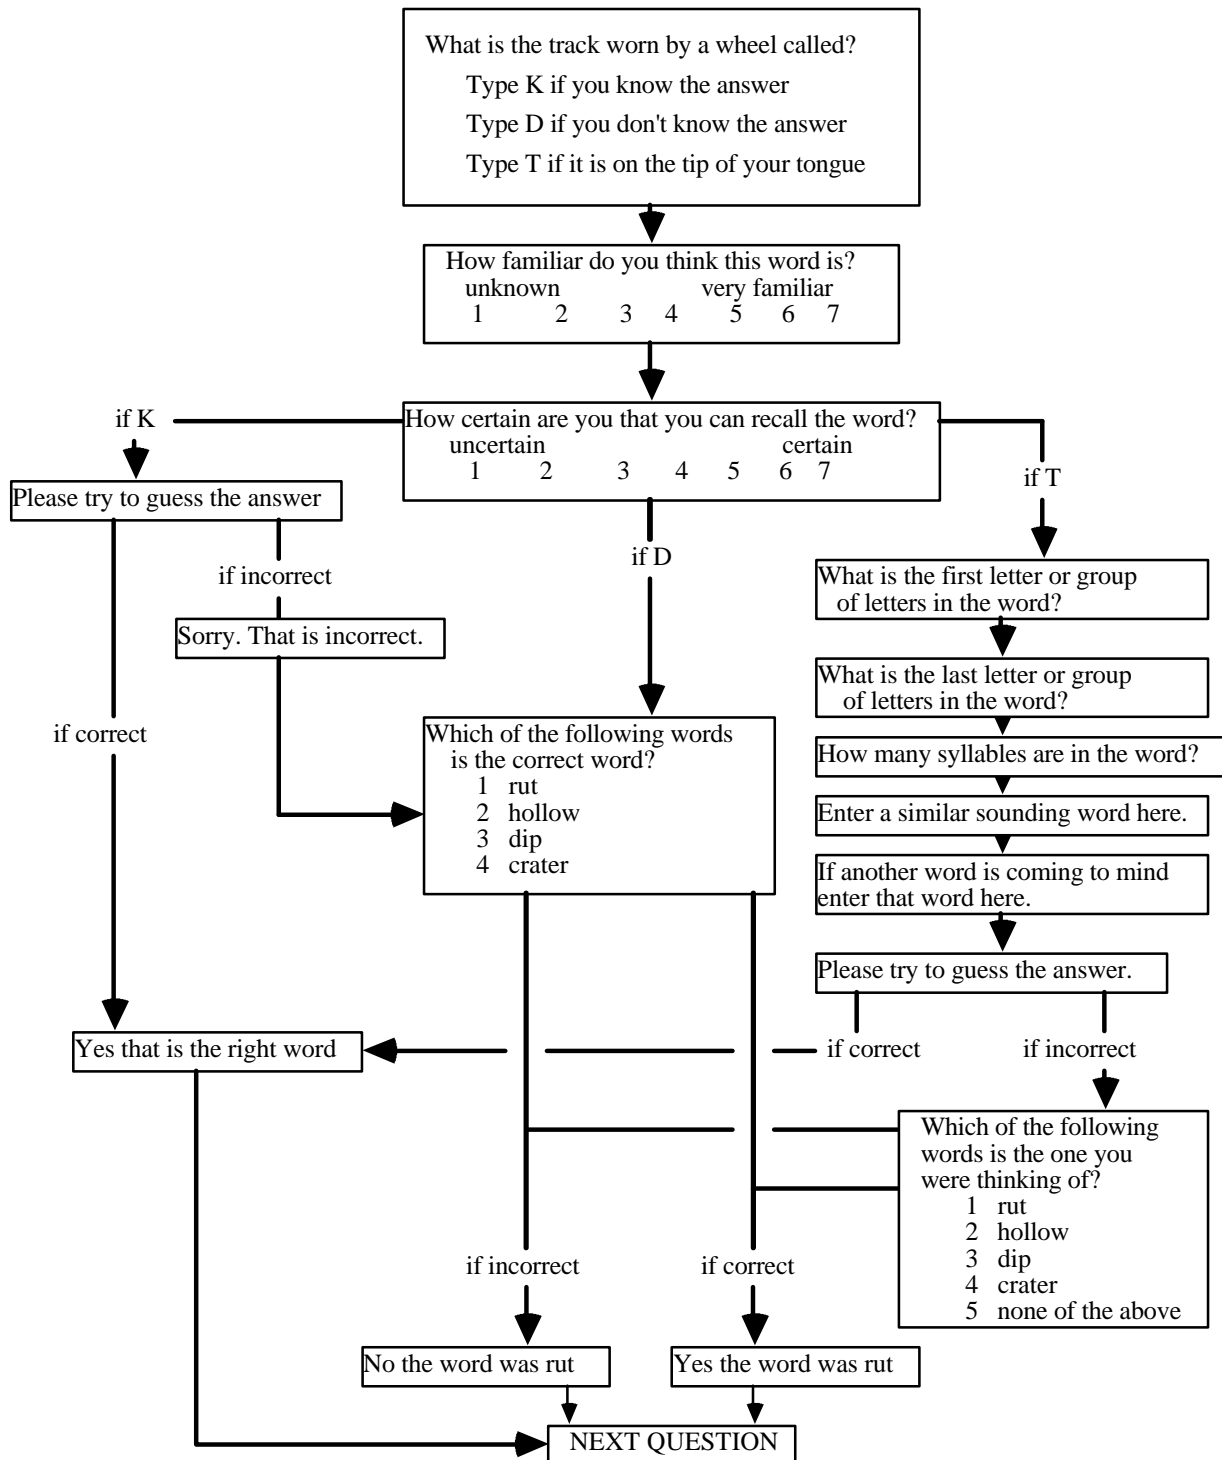 What is the track worn by a wheel called?
Type K if you know the answer
Type D if you don't know the answer
Type T if it is on the tip of your tongue
How familiar do you think this word is?
unknown very familiar
1 2 3 4 5 6 7
How certain are you that you can recall the word?
uncertain certain
1 2 3 4 5 6 7
if K
Please try to guess the answer
if incorrect
Sorry. That is incorrect.
if correct
if D
Which of the following words
is the correct word?
1 rut
2 hollow
3 dip
4 crater
if T
What is the first letter or group
of letters in the word?
What is the last letter or group
of letters in the word?
How many syllables are in the word?
Enter a similar sounding word here.
If another word is coming to mind
enter that word here.
Please try to guess the answer.
if correct
if incorrect
Yes that is the right word
Which of the following
words is the one you
were thinking of?
1 rut
2 hollow
3 dip
4 crater
5 none of the above
if incorrect
if correct
No the word was rut
Yes the word was rut
NEXT QUESTION